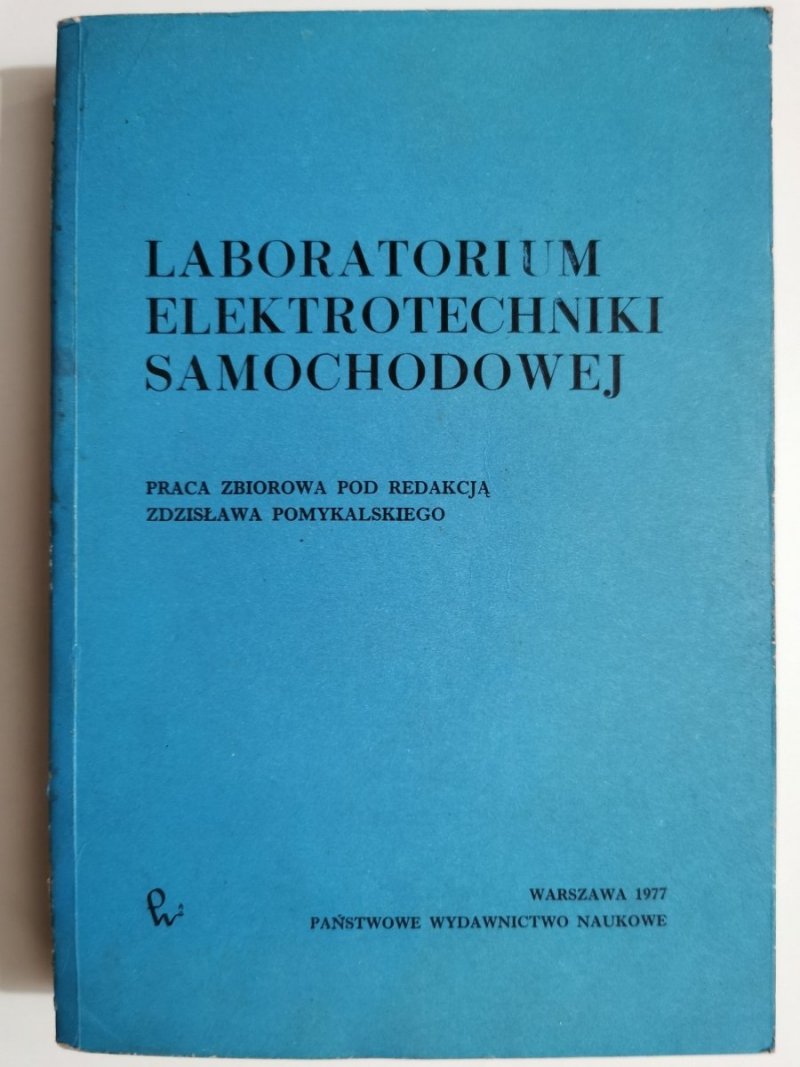 LABORATORIUM
ELEKTROTECHNIKI
SAMOCHODOWEJ
PRACA ZBIOROWA POD REDAKCJĄ
ZDZISŁAWA POMYKALSKIEGO
WARSZAWA 1977
PAŃSTWOWE WYDAWNICTWO NAUKOWE